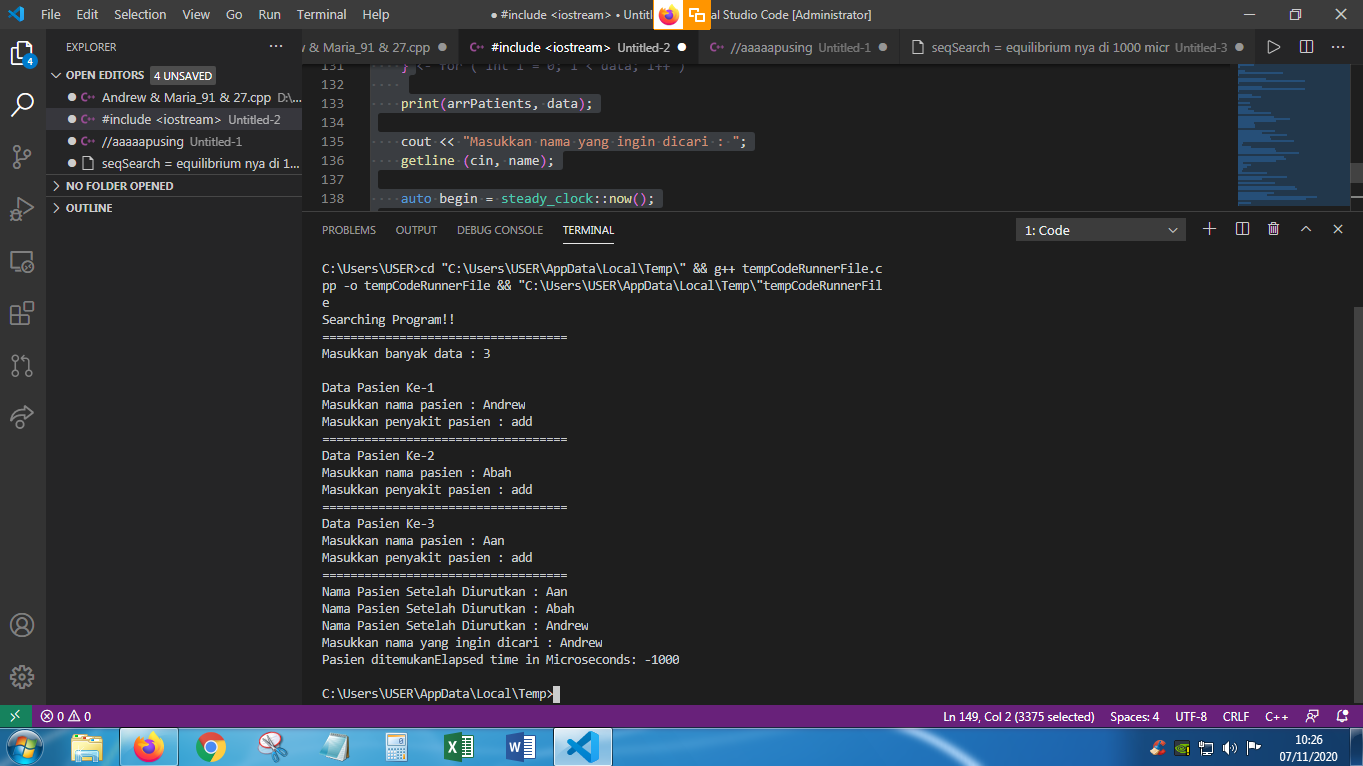 File Edit Selection View Go Run Terminal Help
● #include <iostream> • Untitl
al Studio Code [Administrator]
EXPLORER
& Maria_91 & 27.cpp
#include <iostream> Untitled-2
//aaaaapusing Untitled-1
seqSearch = equilibrium nya di 1000 micr Untitled-3
4
OPEN EDITORS 4 UNSAVED
Andrew & Maria_91 & 27.cpp D:\...
#include <iostream> Untitled-2
//aaaaapusing Untitled-1
seqSearch = equilibrium nya di 1...
NO FOLDER OPENED
OUTLINE
131 } <- for ( int i = 0; i < data; i++ )
132
133 print(arrPatients, data);
134
135 cout << "Masukkan nama yang ingin dicari : ";
136 getline (cin, name);
137
138 auto begin = steady_clock::now();
PROBLEMS OUTPUT DEBUG CONSOLE TERMINAL
1: Code
C:\Users\USER>cd "C:\Users\USER\AppData\Local\Temp\" && g++ tempCodeRunnerFile.c
pp -o tempCodeRunnerFile && "C:\Users\USER\AppData\Local\Temp\"tempCodeRunnerFil
e
Searching Program!!
===================================
Masukkan banyak data : 3
Data Pasien Ke-1
Masukkan nama pasien : Andrew
Masukkan penyakit pasien : add
===================================
Data Pasien Ke-2
Masukkan nama pasien : Abah
Masukkan penyakit pasien : add
===================================
Data Pasien Ke-3
Masukkan nama pasien : Aan
Masukkan penyakit pasien : add
===================================
Nama Pasien Setelah Diurutkan : Aan
Nama Pasien Setelah Diurutkan : Abah
Nama Pasien Setelah Diurutkan : Andrew
Masukkan nama yang ingin dicari : Andrew
Pasien ditemukanElapsed time in Microseconds: -1000
C:\Users\USER\AppData\Local\Temp>
0 0
Ln 149, Col 2 (3375 selected) Spaces: 4 UTF-8 CRLF C++
10:26
07/11/2020